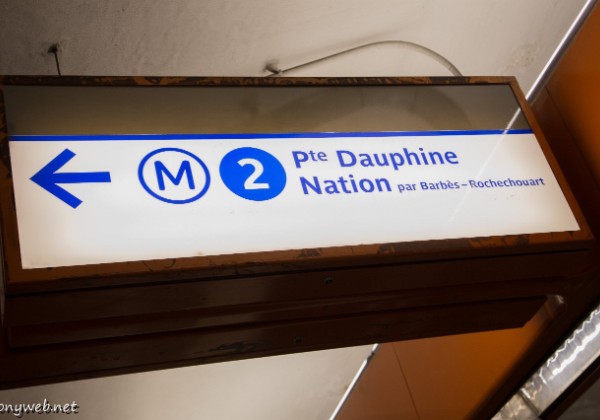 M 2 Pte Dauphine
Nation par Barbès-Rochechouart
onyweb.net